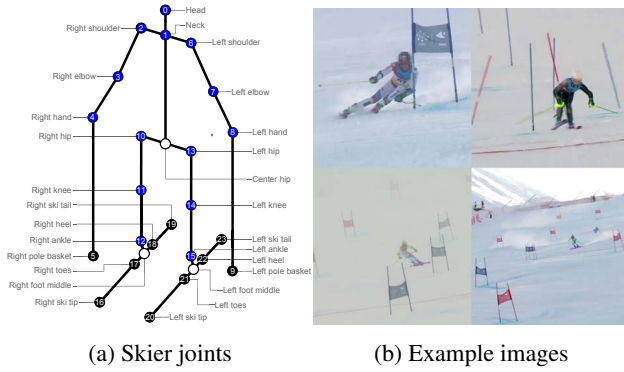 0 Head
Right shoulder 2 1 Neck
6 Left shoulder
Right elbow 3
7 Left elbow
Right hand 4
8 Left hand
Right hip 10
13 Left hip
Center hip
Right knee 11
14 Left knee
Right ski tail 19
Right heel 18
23 Left ski tail
Right ankle 12
15 Left ankle
Right pole basket 5
22 Left heel
Right toes 17
9 Left pole basket
Right foot middle
21 Left foot middle
Left toes
Right ski tip 16
20 Left ski tip
(a) Skier joints
(b) Example images